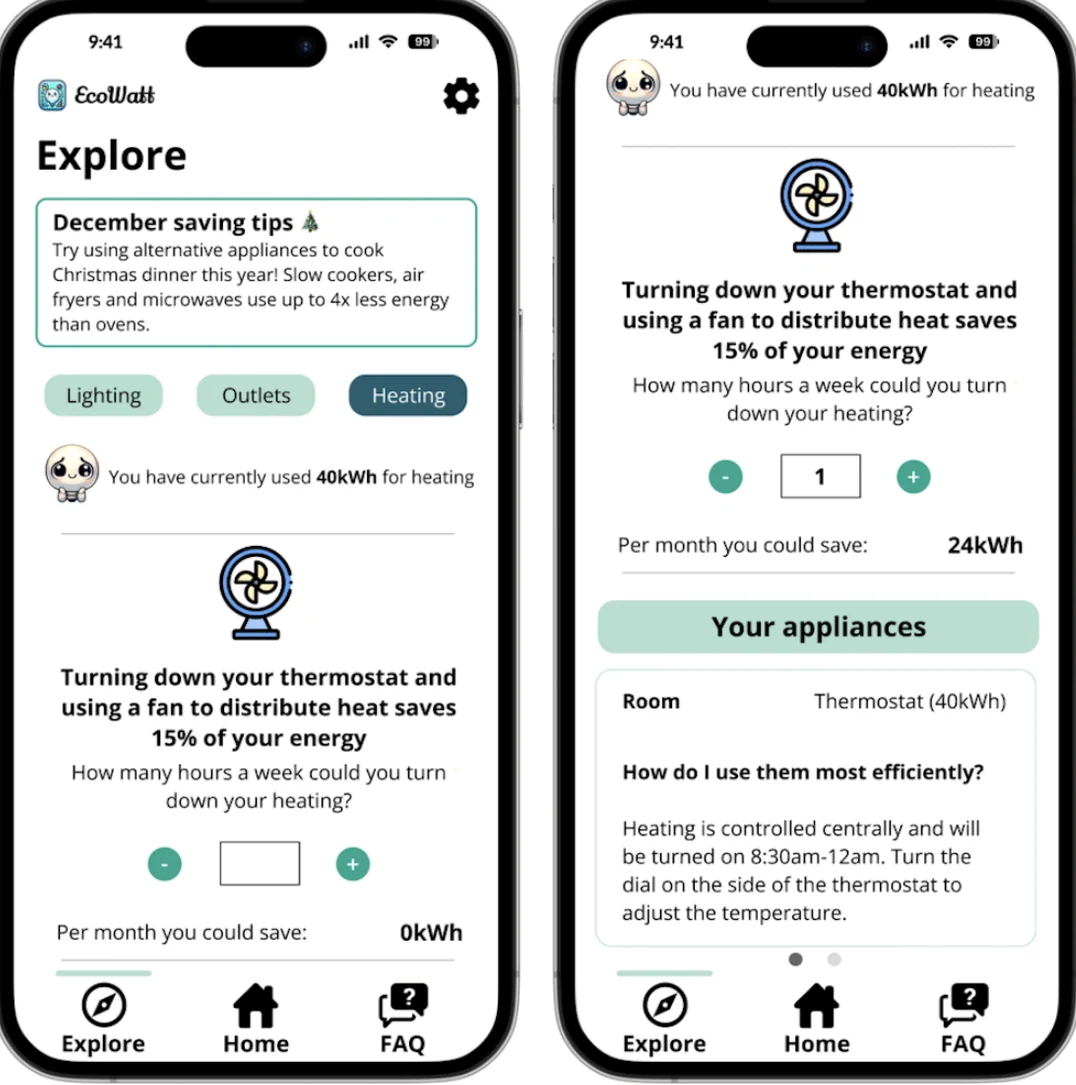 9:41
99
EcoWatt
Explore
December saving tips
Try using alternative appliances to cook
Christmas dinner this year! Slow cookers, air
fryers and microwaves use up to 4x less energy
than ovens.
Lighting
Outlets
Heating
You have currently used 40kWh for heating
Turning down your thermostat and
using a fan to distribute heat saves
15% of your energy
How many hours a week could you turn
down your heating?
-
+
Per month you could save:
0kWh
?
Explore
Home
FAQ
9:41
99
You have currently used 40kWh for heating
Turning down your thermostat and
using a fan to distribute heat saves
15% of your energy
How many hours a week could you turn
down your heating?
-
1
+
Per month you could save:
24kWh
Your appliances
Room
Thermostat (40kWh)
How do I use them most efficiently?
Heating is controlled centrally and will
be turned on 8:30am-12am. Turn the
dial on the side of the thermostat to
adjust the temperature.
?
Explore
Home
FAQ